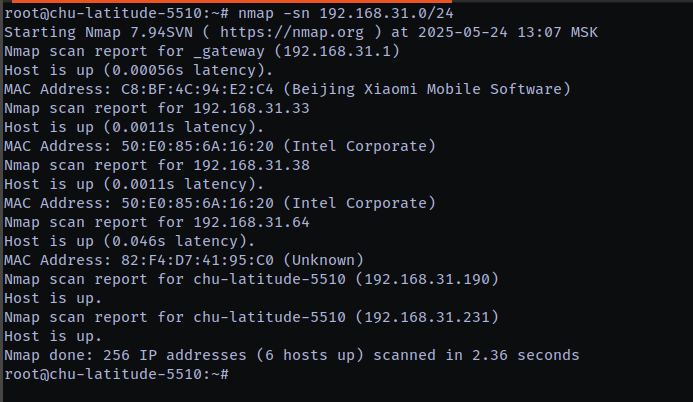 root@chu-latitude-5510:~# nmap -sn 192.168.31.0/24
Starting Nmap 7.94SVN ( https://nmap.org ) at 2025-05-24 13:07 MSK
Nmap scan report for _gateway (192.168.31.1)
Host is up (0.00056s latency).
MAC Address: C8:BF:4C:94:E2:C4 (Beijing Xiaomi Mobile Software)
Nmap scan report for 192.168.31.33
Host is up (0.0011s latency).
MAC Address: 50:E0:85:6A:16:20 (Intel Corporate)
Nmap scan report for 192.168.31.38
Host is up (0.0011s latency).
MAC Address: 50:E0:85:6A:16:20 (Intel Corporate)
Nmap scan report for 192.168.31.64
Host is up (0.046s latency).
MAC Address: 82:F4:D7:41:95:C0 (Unknown)
Nmap scan report for chu-latitude-5510 (192.168.31.190)
Host is up.
Nmap scan report for chu-latitude-5510 (192.168.31.231)
Host is up.
Nmap done: 256 IP addresses (6 hosts up) scanned in 2.36 seconds
root@chu-latitude-5510:~#